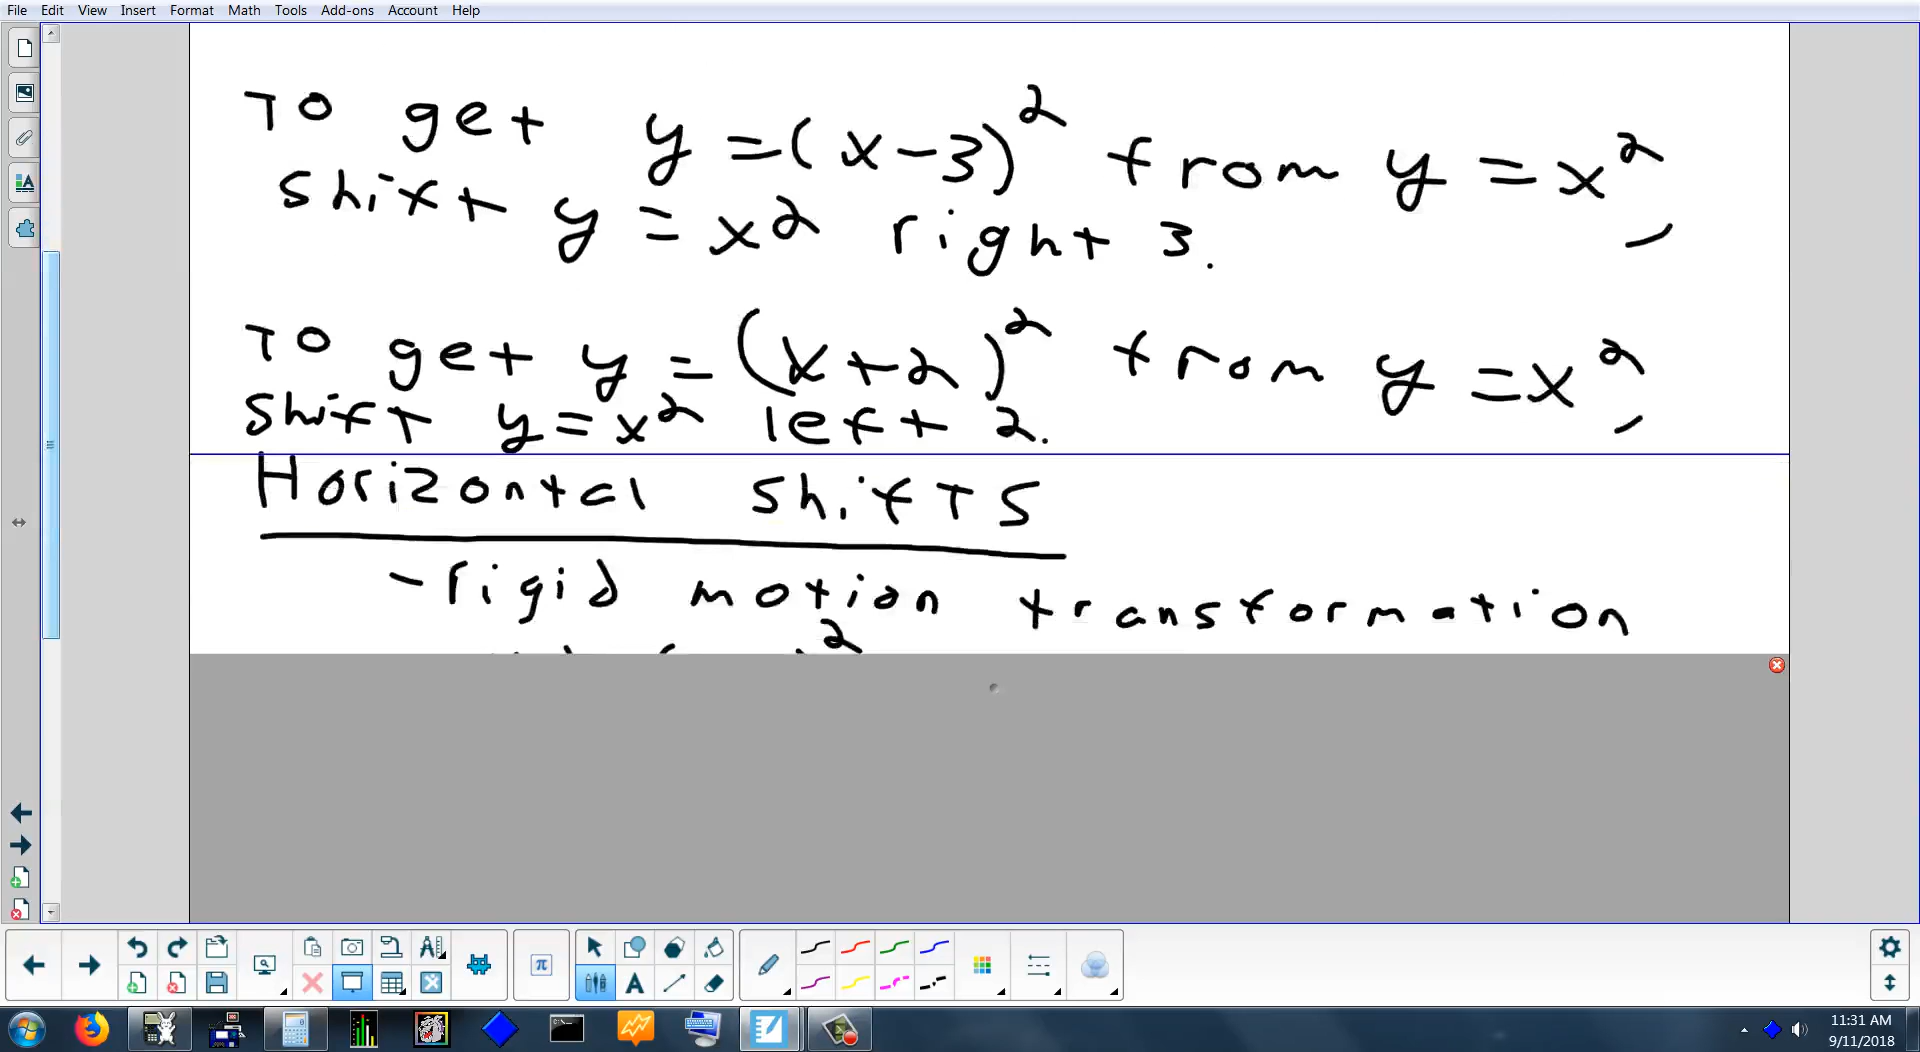 File Edit View Insert Format Math Tools Add-ons Account Help
To get y = (x-3)² from y = x²,
shift y = x² right 3.
To get y = (x+2)² from y = x²,
shift y = x² left 2.
Horizontal shifts
- rigid motion transformation
2
11:31 AM
9/11/2018